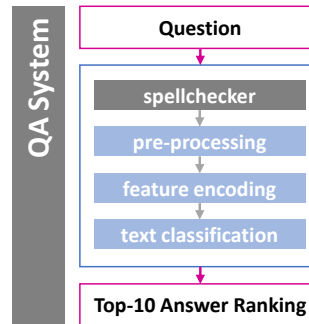 QA System
Question
spellchecker
pre-processing
feature encoding
text classification
Top-10 Answer Ranking